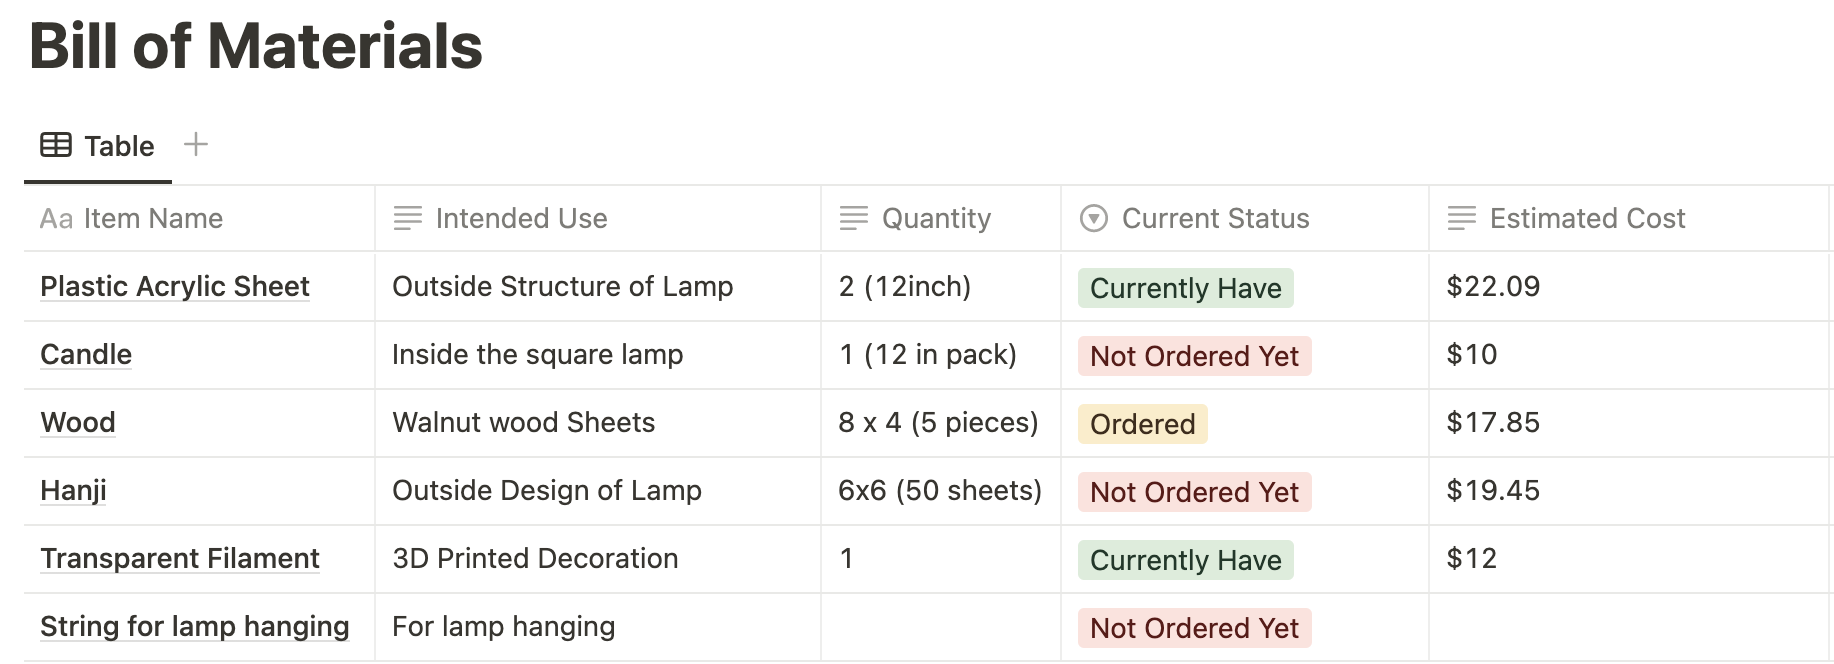 Bill of Materials
Table
Aa Item Name Intended Use Quantity Current Status Estimated Cost
Plastic Acrylic Sheet Outside Structure of Lamp 2 (12inch) Currently Have $22.09
Candle Inside the square lamp 1 (12 in pack) Not Ordered Yet $10
Wood Walnut wood Sheets 8 x 4 (5 pieces) Ordered $17.85
Hanji Outside Design of Lamp 6x6 (50 sheets) Not Ordered Yet $19.45
Transparent Filament 3D Printed Decoration 1 Currently Have $12
String for lamp hanging For lamp hanging Not Ordered Yet